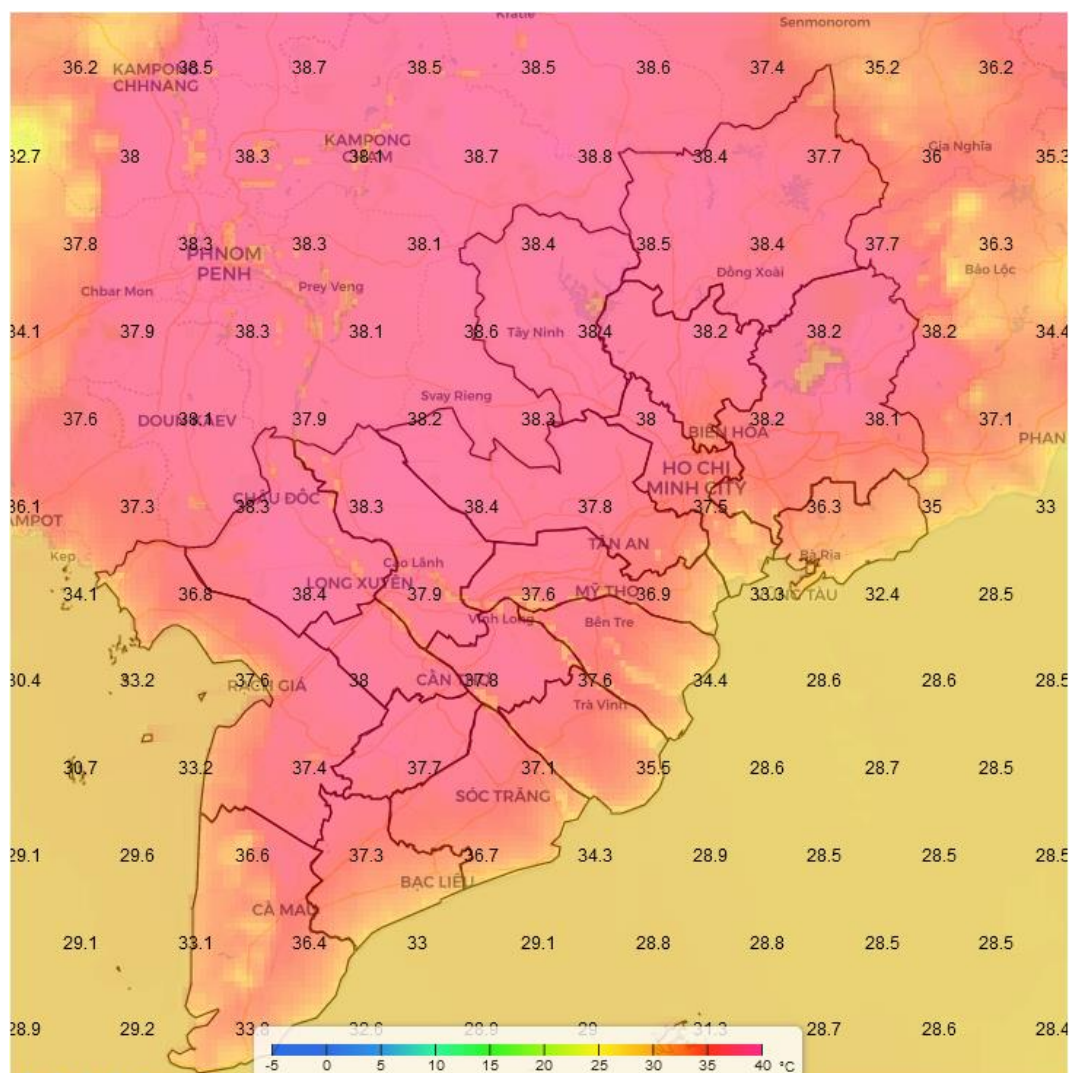 Kratie
Senmonorom
36.2 38.5 38.7 38.5 38.5 38.6 37.4 35.2 36.2
KAMPONG
CHHNANG
KAMPONG
CHAM
Gia Nghĩa
32.7 38 38.3 38.1 38.7 38.8 38.4 37.7 36 35.3
37.8 38.3 38.3 38.1 38.4 38.5 38.4 37.7 36.3
PHNOM
PENH
Đồng Xoài
Bảo Lộc
Chbar Mon
Prey Veng
34.1 37.9 38.3 38.1 38.6 Tây Ninh 38.4 38.2 38.2 38.2 34.4
Svay Rieng
37.6 DOUN KAEV 38.1 37.9 38.2 38.3 38 38.2 38.1 37.1
BIÊN HÒA
PHAN
HO CHI
MINH CITY
CHÂU ĐỐC
36.1 37.3 38.3 38.3 38.4 37.8 37.5 36.3 35 33
AMPOT
TÂN AN
Kep
Cao Lãnh
Bà Rịa
LONG XUYÊN
34.1 36.8 38.4 37.9 37.6 MỸ THO 36.9 33.3 NG TÀU 32.4 28.5
Vĩnh Long
Bến Tre
30.4 33.2 37.6 38 37.8 37.6 34.4 28.6 28.6 28.5
RẠCH GIÁ
CẦN THƠ
Trà Vinh
30.7 33.2 37.4 37.7 37.1 35.5 28.6 28.7 28.5
SÓC TRĂNG
29.1 29.6 36.6 37.3 36.7 34.3 28.9 28.5 28.5 28.5
BẠC LIÊU
CÀ MAU
29.1 33.1 36.4 33 29.1 28.8 28.8 28.5 28.5
28.9 29.2 33.8 32.6 28.9 29 31.3 28.7 28.6 28.4
-5 0 5 10 15 20 25 30 35 40 °C